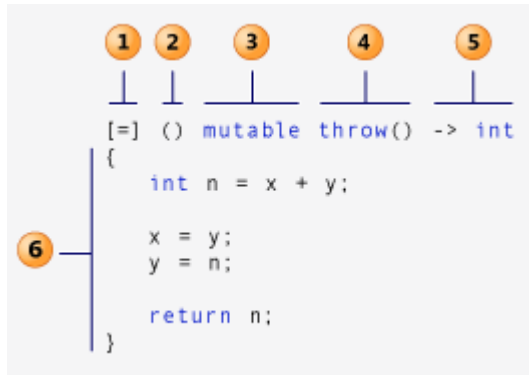 1 2 3 4 5
[=] () mutable throw() -> int
{
int n = x + y;
x = y;
6
y = n;
return n;
}